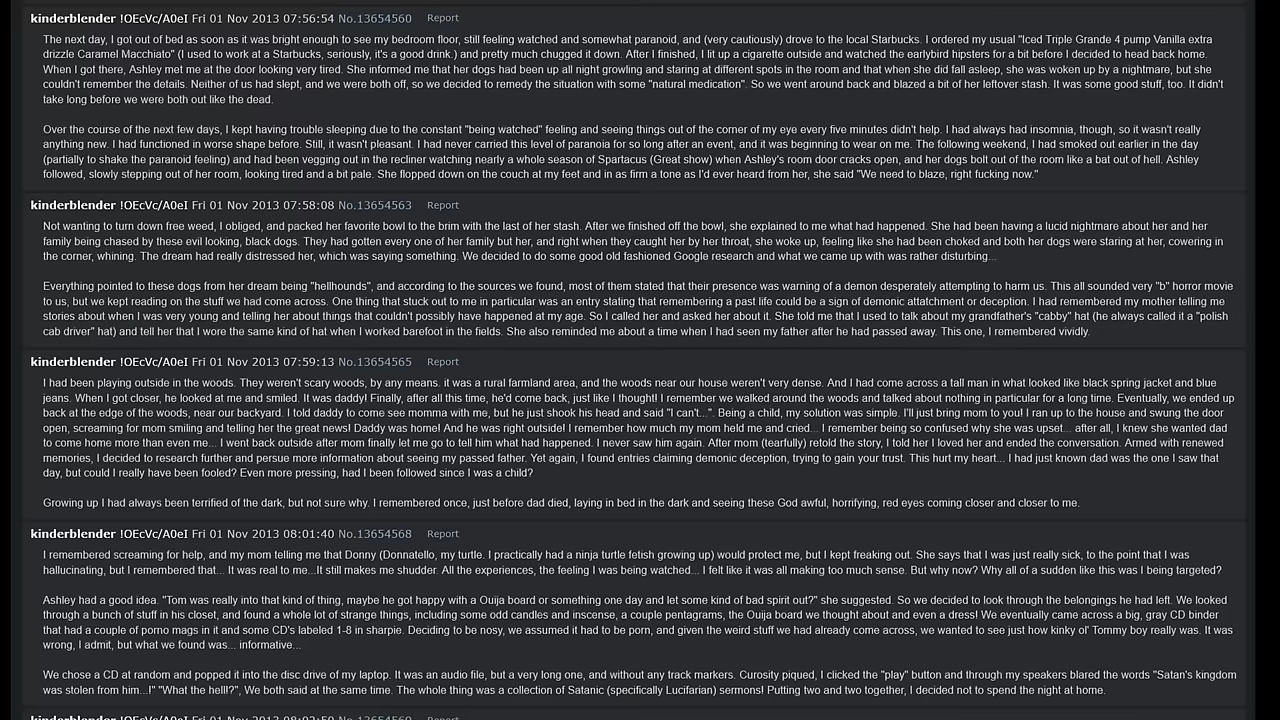 kinderblender !OEcVc/A0eI Fri 01 Nov 2013 07:56:54 No.13654560 Report
The next day, I got out of bed as soon as it was bright enough to see my bedroom floor, still feeling watched and somewhat paranoid, and (very cautiously) drove to the local Starbucks. I ordered my usual "Iced Triple Grande 4 pump Vanilla extra
drizzle Caramel Macchiato" (I used to work at a Starbucks, seriously, it's a good drink.) and pretty much chugged it down. After I finished, I lit up a cigarette outside and watched the earlybird hipsters for a bit before I decided to head back home.
When I got there, Ashley met me at the door looking very tired. She informed me that her dogs had been up all night growling and staring at different spots in the room and that when she did fall asleep, she was woken up by a nightmare, but she
couldn't remember the details. Neither of us had slept, and we were both off, so we decided to remedy the situation with some "natural medication". So we went around back and blazed a bit of her leftover stash. It was some good stuff, too. It didn't
take long before we were both out like the dead.
Over the course of the next few days, I kept having trouble sleeping due to the constant "being watched" feeling and seeing things out of the corner of my eye every five minutes didn't help. I had always had insomnia, though, so it wasn't really
anything new. I had functioned in worse shape before. Still, it wasn't pleasant. I had never carried this level of paranoia for so long after an event, and it was beginning to wear on me. The following weekend, I had smoked out earlier in the day
(partially to shake the paranoid feeling) and had been vegging out in the recliner watching nearly a whole season of Spartacus (Great show) when Ashley's room door cracks open, and her dogs bolt out of the room like a bat out of hell. Ashley
followed, slowly stepping out of her room, looking tired and a bit pale. She flopped down on the couch at my feet and in as firm a tone as I'd ever heard from her, she said "We need to blaze, right fucking now."
kinderblender !OEcVc/A0eI Fri 01 Nov 2013 07:58:08 No.13654563 Report
Not wanting to turn down free weed, I obliged, and packed her favorite bowl to the brim with the last of her stash. After we finished off the bowl, she explained to me what had happened. She had been having a lucid nightmare about her and her
family being chased by these evil looking, black dogs. They had gotten every one of her family but her, and right when they caught her by her throat, she woke up, feeling like she had been choked and both her dogs were staring at her, cowering in
the corner, whining. The dream had really distressed her, which was saying something. We decided to do some good old fashioned Google research and what we came up with was rather disturbing...
Everything pointed to these dogs from her dream being "hellhounds", and according to the sources we found, most of them stated that their presence was warning of a demon desperately attempting to harm us. This all sounded very "b" horror movie
to us, but we kept reading on the stuff we had come across. One thing that stuck out to me in particular was an entry stating that remembering a past life could be a sign of demonic attatchment or deception. I had remembered my mother telling me
stories about when I was very young and telling her about things that couldn't possibly have happened at my age. So I called her and asked her about it. She told me that I used to talk about my grandfather's "cabby" hat (he always called it a "polish
cab driver" hat) and tell her that I wore the same kind of hat when I worked barefoot in the fields. She also reminded me about a time when I had seen my father after he had passed away. This one, I remembered vividly.
kinderblender !OEcVc/A0eI Fri 01 Nov 2013 07:59:13 No.13654565 Report
I had been playing outside in the woods. They weren't scary woods, by any means. it was a rural farmland area, and the woods near our house weren't very dense. And I had come across a tall man in what looked like black spring jacket and blue
jeans. When I got closer, he looked at me and smiled. It was daddy! Finally, after all this time, he'd come back, just like I thought! I remember we walked around the woods and talked about nothing in particular for a long time. Eventually, we ended up
back at the edge of the woods, near our backyard. I told daddy to come see momma with me, but he just shook his head and said "I can't...". Being a child, my solution was simple. I'll just bring mom to you! I ran up to the house and swung the door
open, screaming for mom smiling and telling her the great news! Daddy was home! And he was right outside! I remember how much my mom held me and cried... I remember being so confused why she was upset... after all, I knew she wanted dad
to come home more than even me... I went back outside after mom finally let me go to tell him what had happened. I never saw him again. After mom (tearfully) retold the story, I told her I loved her and ended the conversation. Armed with renewed
memories, I decided to research further and persue more information about seeing my passed father. Yet again, I found entries claiming demonic deception, trying to gain your trust. This hurt my heart... I had just known dad was the one I saw that
day, but could I really have been fooled? Even more pressing, had I been followed since I was a child?
Growing up I had always been terrified of the dark, but not sure why. I remembered once, just before dad died, laying in bed in the dark and seeing these God awful, horrifying, red eyes coming closer and closer to me.
kinderblender !OEcVc/A0eI Fri 01 Nov 2013 08:01:40 No.13654568 Report
I remembered screaming for help, and my mom telling me that Donny (Donnatello, my turtle. I practically had a ninja turtle fetish growing up) would protect me, but I kept freaking out. She says that I was just really sick, to the point that I was
hallucinating, but I remembered that... It was real to me...It still makes me shudder. All the experiences, the feeling I was being watched... I felt like it was all making too much sense. But why now? Why all of a sudden like this was I being targeted?
Ashley had a good idea. "Tom was really into that kind of thing, maybe he got happy with a Ouija board or something one day and let some kind of bad spirit out?" she suggested. So we decided to look through the belongings he had left. We looked
through a bunch of stuff in his closet, and found a whole lot of strange things, including some odd candles and inscense, a couple pentagrams, the Ouija board we thought about and even a dress! We eventually came across a big, gray CD binder
that had a couple of porno mags in it and some CD's labeled 1-8 in sharpie. Deciding to be nosy, we assumed it had to be porn, and given the weird stuff we had already come across, we wanted to see just how kinky ol' Tommy boy really was. It was
wrong, I admit, but what we found was... informative...
We chose a CD at random and popped it into the disc drive of my laptop. It was an audio file, but a very long one, and without any track markers. Curosity piqued, I clicked the "play" button and through my speakers blared the words "Satan's kingdom
was stolen from him...!" "What the hell!?", We both said at the same time. The whole thing was a collection of Satanic (specifically Lucifarian) sermons! Putting two and two together, I decided not to spend the night at home.